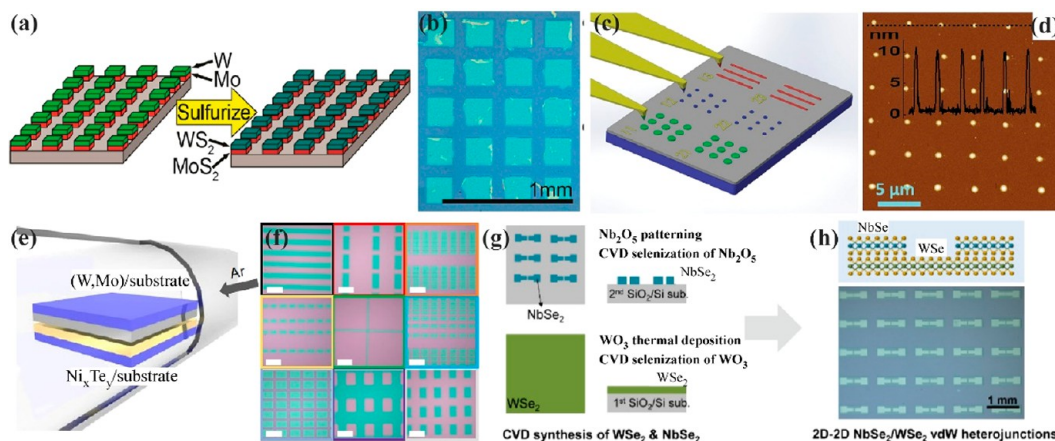 (a)
W
Mo
Sulfurize
WS2
MoS2
(b)
1mm
(c)
(d)
nm
10
5
0
5 µm
(e)
(W,Mo)/substrate
Ar
NixTey/substrate
(f)
(g)
Nb2O5 patterning
CVD selenization of Nb2O5
NbSe2
2nd SiO2/Si sub.
NbSe2
WO3 thermal deposition
CVD selenization of WO3
WSe2
WSe2
1st SiO2/Si sub.
CVD synthesis of WSe2 & NbSe2
(h)
NbSe
WSe
1 mm
2D-2D NbSe2/WSe2 vdW heterojunctions